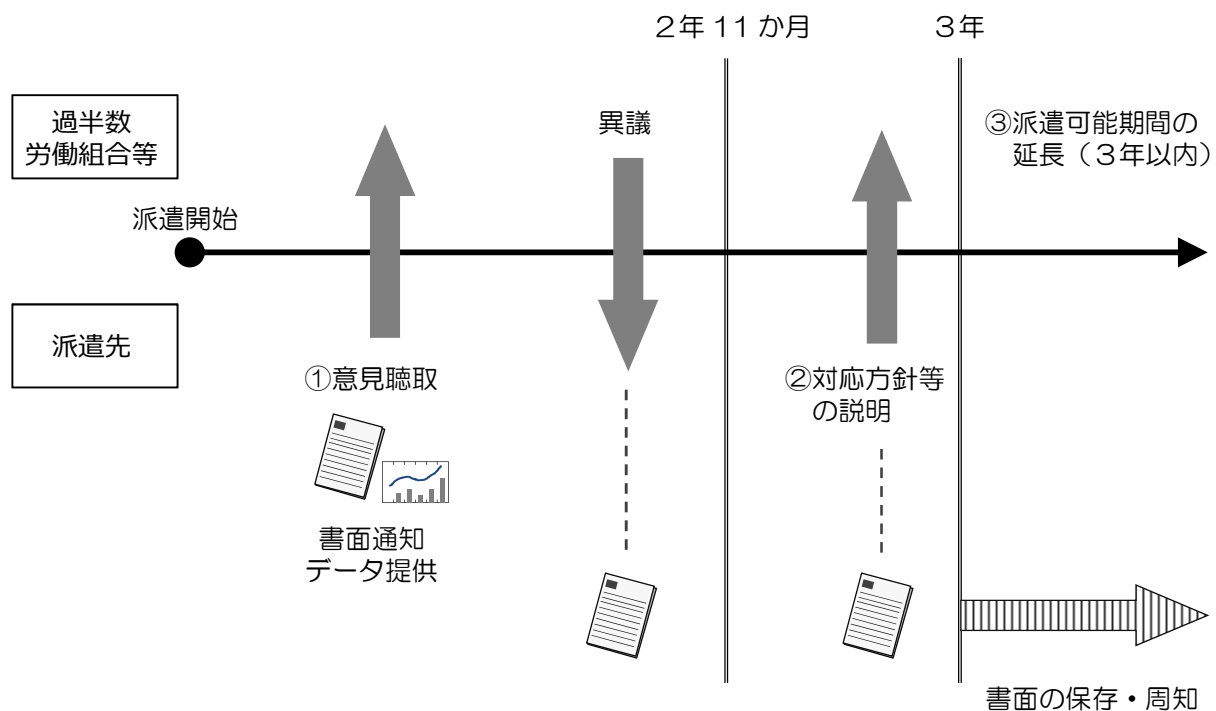 ２年 11 か月
３年
過半数
労働組合等
異議
③派遣可能期間の
延長（３年以内）
派遣開始
派遣先
①意見聴取
②対応方針等
の説明
書面通知
データ提供
書面の保存・周知